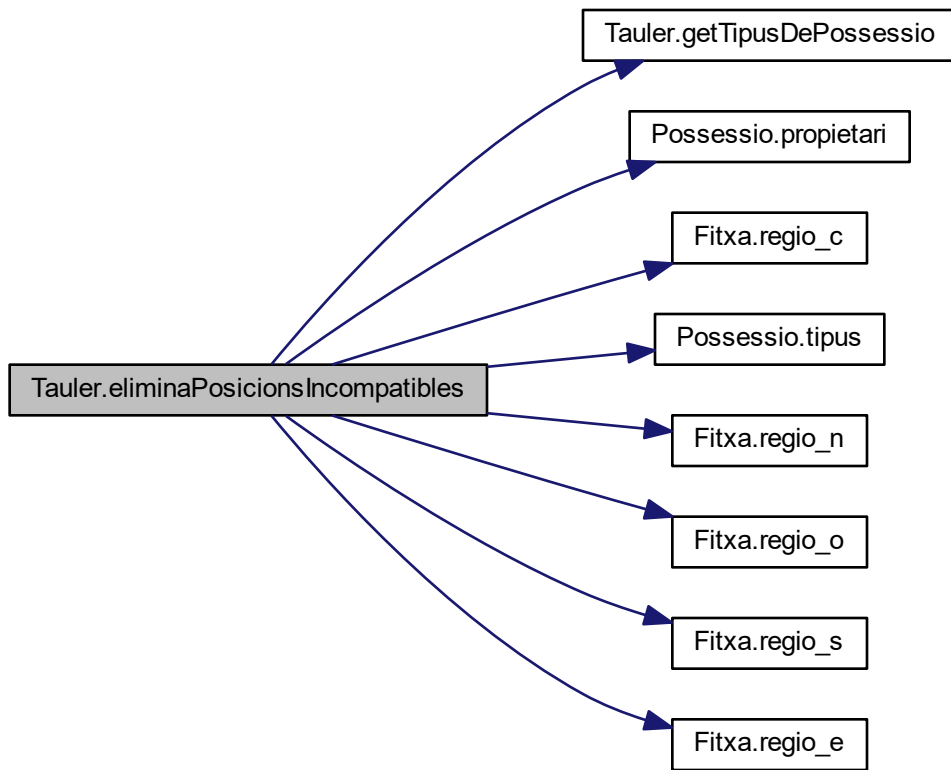 Tauler.getTipusDePossessio
Possessio.propietari
Fitxa.regio_c
Possessio.tipus
Tauler.eliminaPosicionsIncompatibles
Fitxa.regio_n
Fitxa.regio_o
Fitxa.regio_s
Fitxa.regio_e